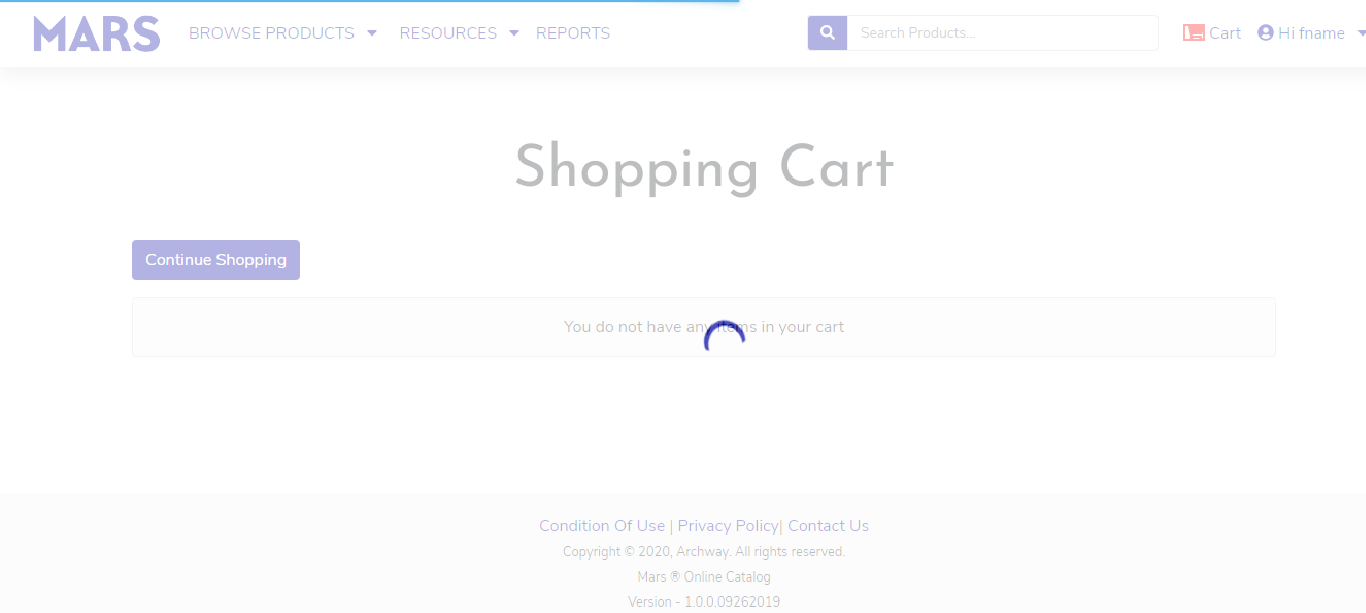 MARS BROWSE PRODUCTS RESOURCES REPORTS Search Products... Cart Hi fname
Shopping Cart
Continue Shopping
You do not have any items in your cart
Condition Of Use | Privacy Policy| Contact Us
Copyright © 2020, Archway. All rights reserved.
Mars ® Online Catalog
Version - 1.0.0.09262019